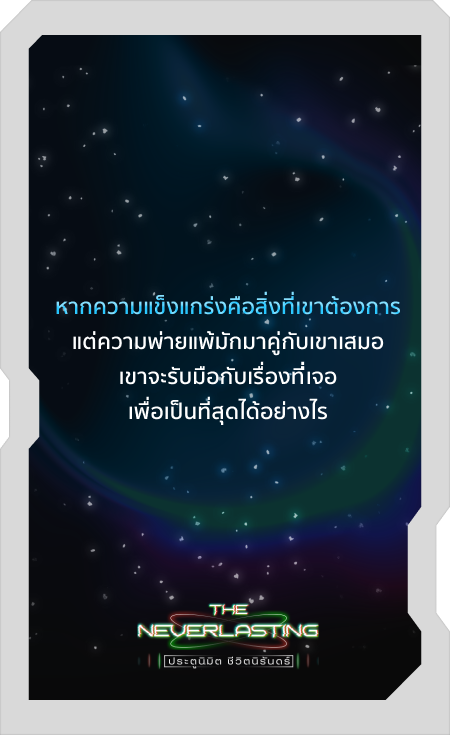 หากความแข็งแกร่งคือสิ่งที่เขาต้องการ
แต่ความพ่ายแพ้มักมาคู่กับเขาเสมอ
เขาจะรับมือกับเรื่องที่เจอ
เพื่อเป็นที่สุดได้อย่างไร
THE
NEVERLASTING
ประตูนิมิต ชีวิตนิรันดร์